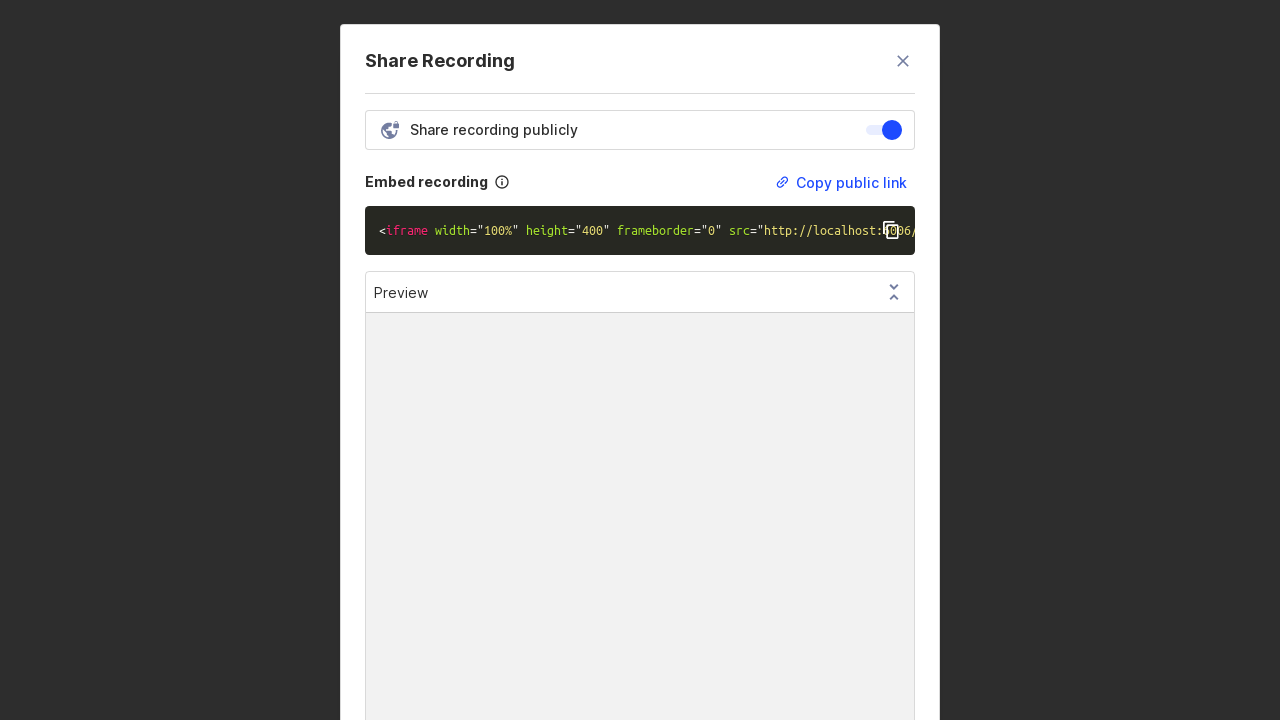 Share Recording
Share recording publicly
Embed recording
Copy public link
<iframe width="100%" height="400" frameborder="0" src="http://localhost:6006/
Preview